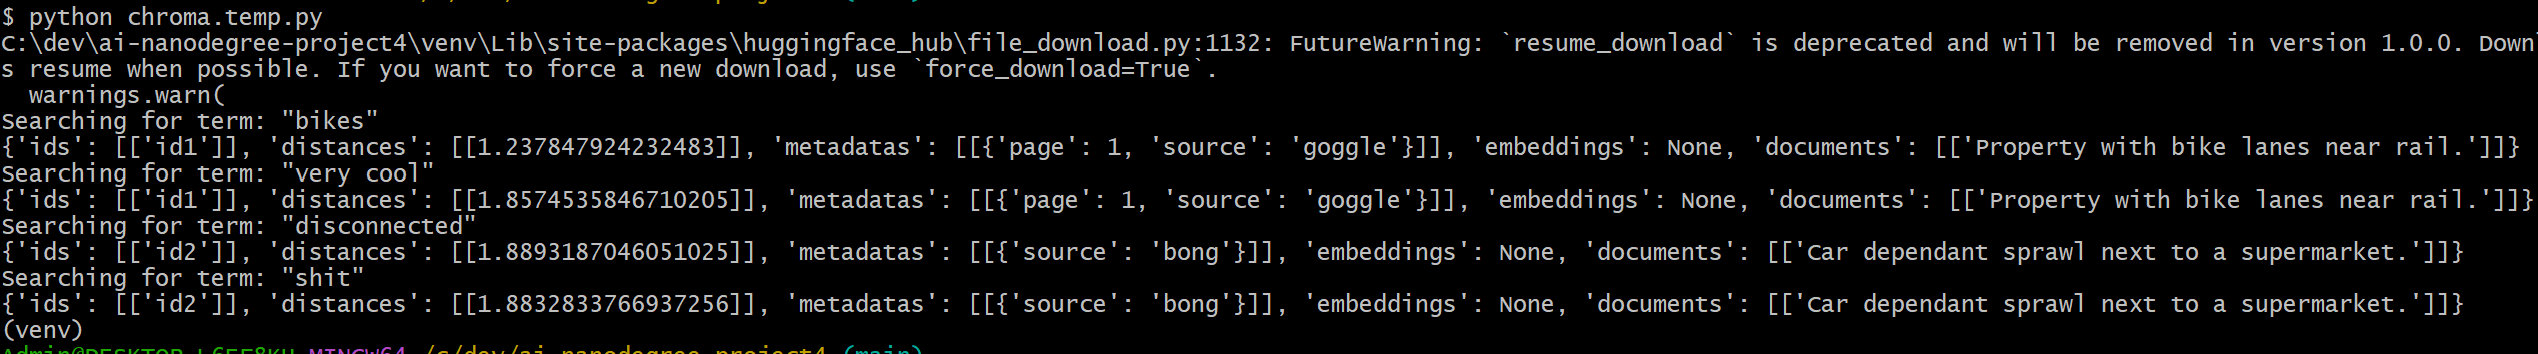 $ python chroma.temp.py
C:\dev\ai-nanodegree-project4\venv\Lib\site-packages\huggingface_hub\file_download.py:1132: FutureWarning: `resume_download` is deprecated and will be removed in version 1.0.0. Downl
s resume when possible. If you want to force a new download, use `force_download=True`.
  warnings.warn(
Searching for term: "bikes"
{'ids': [['id1']], 'distances': [[1.237847924232483]], 'metadatas': [[{'page': 1, 'source': 'goggle'}]], 'embeddings': None, 'documents': [['Property with bike lanes near rail.']]}
Searching for term: "very cool"
{'ids': [['id1']], 'distances': [[1.8574535846710205]], 'metadatas': [[{'page': 1, 'source': 'goggle'}]], 'embeddings': None, 'documents': [['Property with bike lanes near rail.']]}
Searching for term: "disconnected"
{'ids': [['id2']], 'distances': [[1.8893187046051025]], 'metadatas': [[{'source': 'bong'}]], 'embeddings': None, 'documents': [['Car dependant sprawl next to a supermarket.']]}
Searching for term: "shit"
{'ids': [['id2']], 'distances': [[1.8832833766937256]], 'metadatas': [[{'source': 'bong'}]], 'embeddings': None, 'documents': [['Car dependant sprawl next to a supermarket.']]}
(venv)
MINGW64 /c/dev/ai-nanodegree-project4 (main)